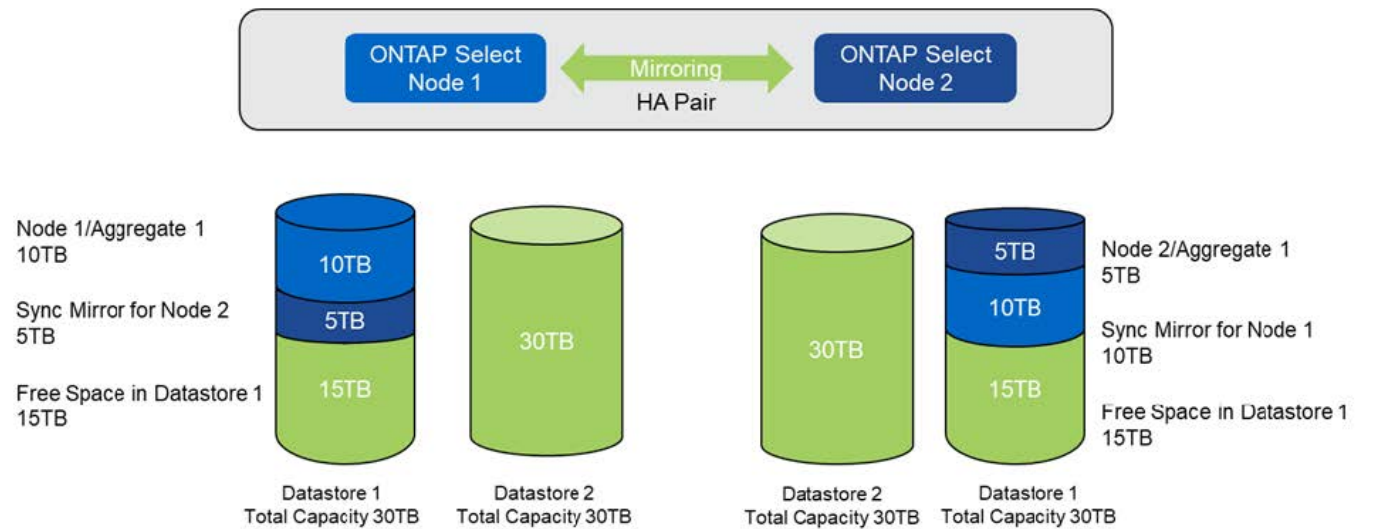 ONTAP Select
Node 1
Mirroring
HA Pair
ONTAP Select
Node 2
Node 1/Aggregate 1
10TB
Sync Mirror for Node 2
5TB
Free Space in Datastore 1
15TB
10TB
5TB
15TB
Datastore 1
Total Capacity 30TB
30TB
Datastore 2
Total Capacity 30TB
30TB
Datastore 2
Total Capacity 30TB
5TB
10TB
15TB
Datastore 1
Total Capacity 30TB
Node 2/Aggregate 1
5TB
Sync Mirror for Node 1
10TB
Free Space in Datastore 1
15TB